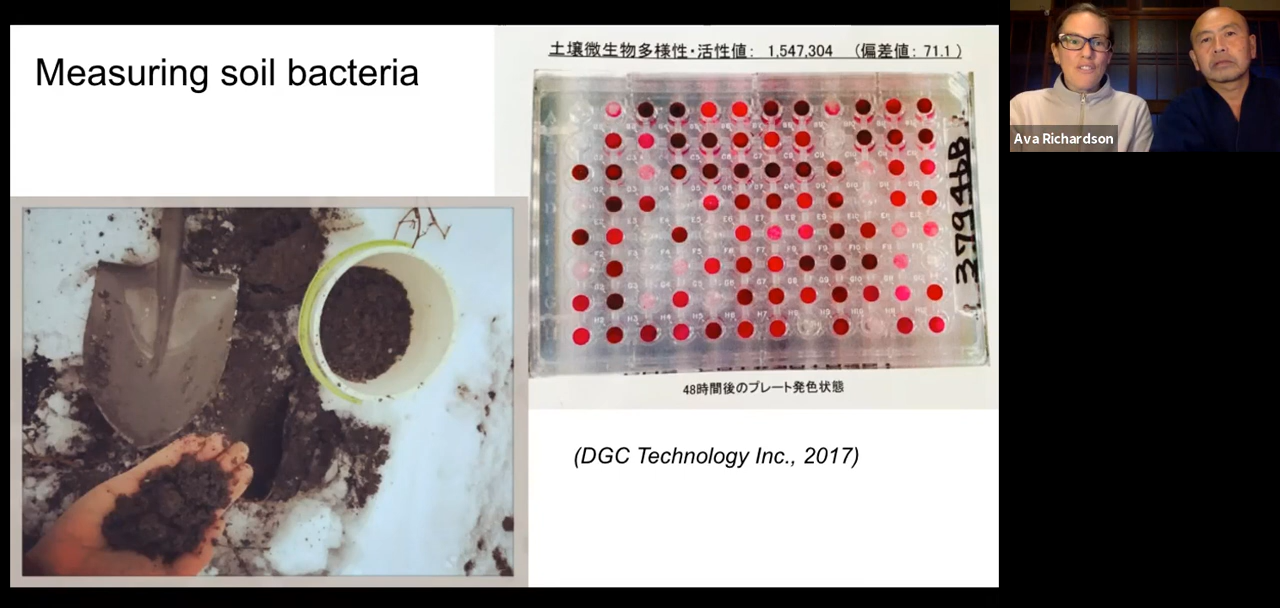 Measuring soil bacteria
土壌微生物多様性・活性値： 1,547,304 （偏差値：71.1）
3794bB
48時間後のプレート発色状態
(DGC Technology Inc., 2017)
Ava Richardson